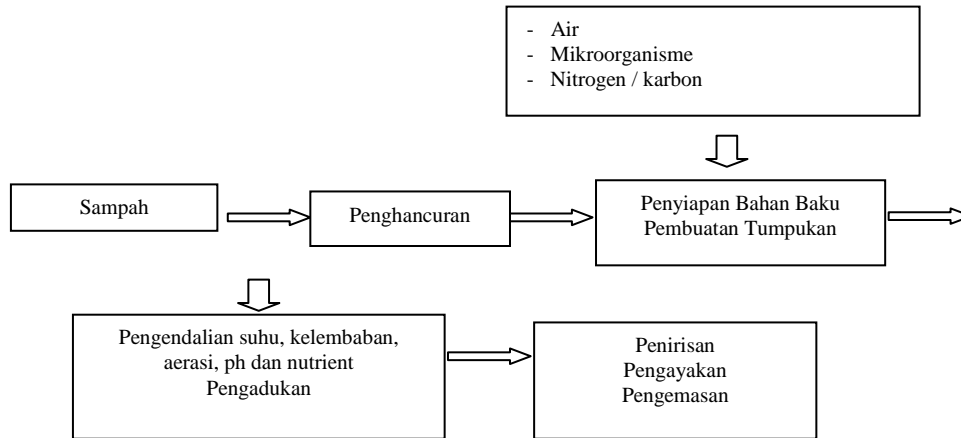 - Air
- Mikroorganisme
- Nitrogen / karbon
Sampah
Penghancuran
Penyiapan Bahan Baku
Pembuatan Tumpukan
Pengendalian suhu, kelembaban,
aerasi, ph dan nutrient
Pengadukan
Penirisan
Pengayakan
Pengemasan